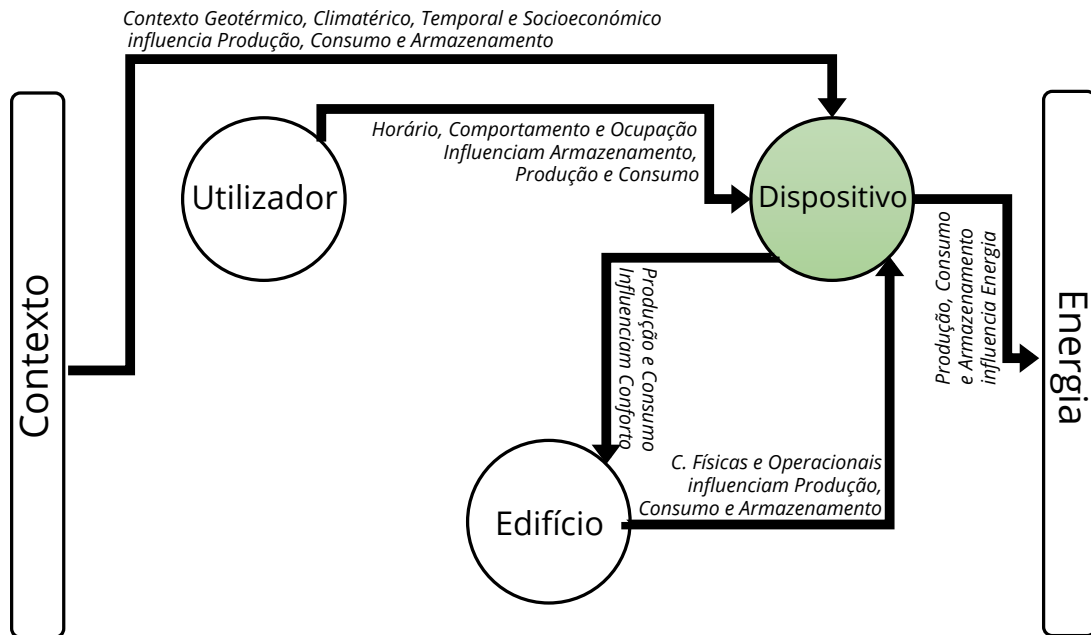 Contexto Geotérmico, Climatérico, Temporal e Socioeconómico
influencia Produção, Consumo e Armazenamento
Horário, Comportamento e Ocupação
Influenciam Armazenamento,
Produção e Consumo
Utilizador
Dispositivo
Produção, Consumo
e Armazenamento
influencia Energia
Contexto
Energia
Produção e Consumo
Influenciam Conforto
C. Físicas e Operacionais
influenciam Produção,
Consumo e Armazenamento
Edifício